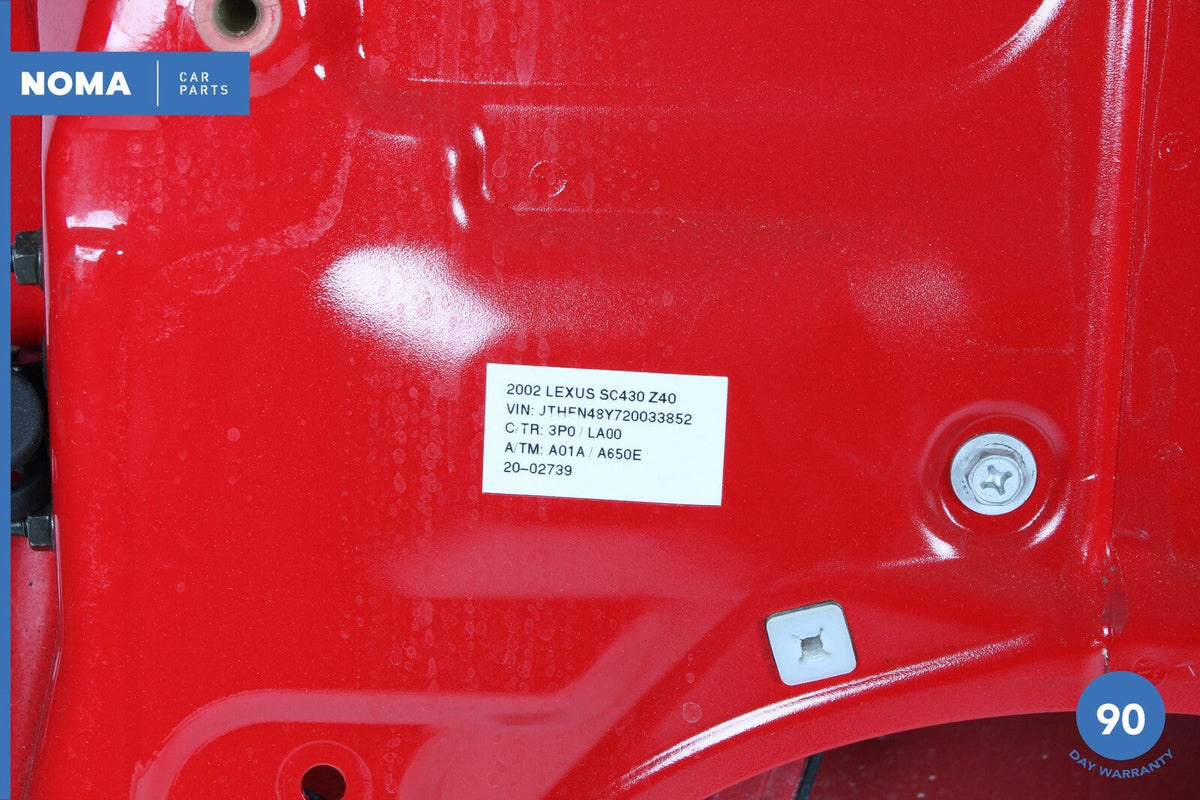 NOMA
CAR
PARTS
2002 LEXUS SC430 Z40
VIN: JTHFN48Y720033852
C/TR: 3P0 / LA00
A/TM: A01A / A650E
20-02739
90
DAY WARRANTY